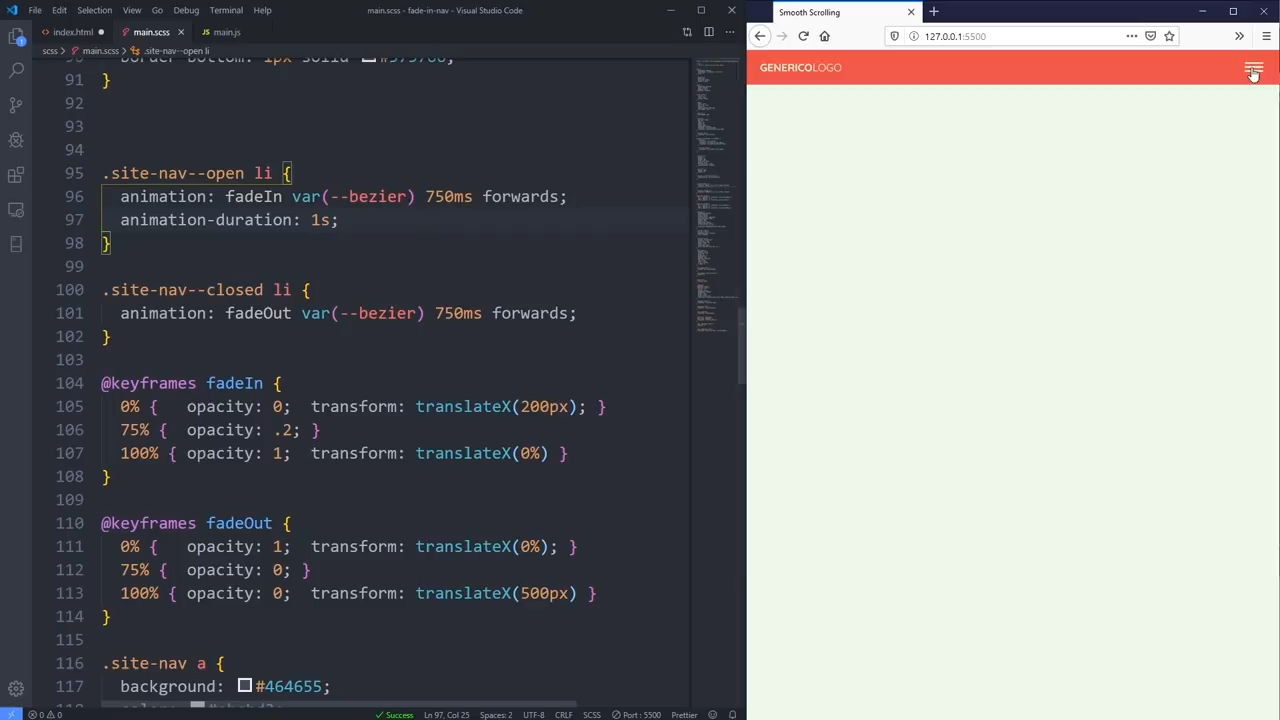 File Edit Selection View Go Debug Terminal Help main.scss - fade-in-nav - Visual Studio Code
index.html main.scss main.js
scss › main.scss › .site-nav--open li
91 }
92
93
94
95 .site-nav--open li {
96 animation: fadeIn var(--bezier) 750ms forwards;
97 animation-duration: 1s;
98 }
99
100 .site-nav--closed li {
101 animation: fadeOut var(--bezier) 750ms forwards;
102 }
103
104 @keyframes fadeIn {
105 0% { opacity: 0; transform: translateX(200px); }
106 75% { opacity: .2; }
107 100% { opacity: 1; transform: translateX(0%) }
108 }
109
110 @keyframes fadeOut {
111 0% { opacity: 1; transform: translateX(0%); }
112 75% { opacity: 0; }
113 100% { opacity: 0; transform: translateX(500px) }
114 }
115
116 .site-nav a {
117 background: #464655;
0 0 Success Ln 97, Col 25 Spaces: 2 UTF-8 CRLF SCSS Port : 5500 Prettier
Smooth Scrolling
127.0.0.1:5500
GENERICOLOGO